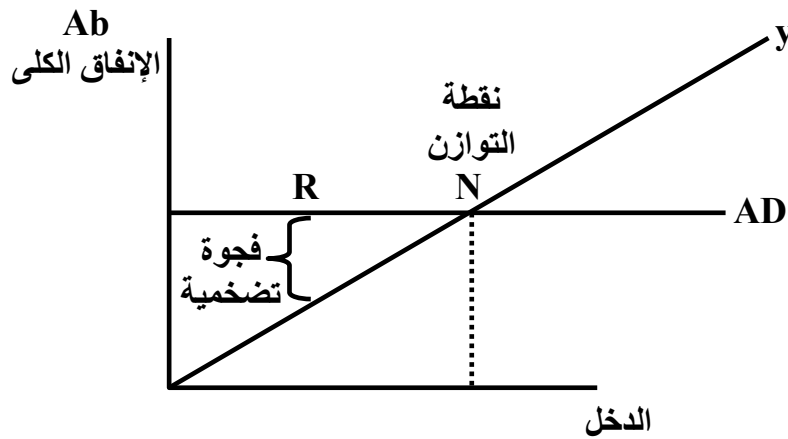 Ab
الإنفاق الكلى
y
نقطة
التوازن
R
N
AD
فجوة
تضخمية
الدخل